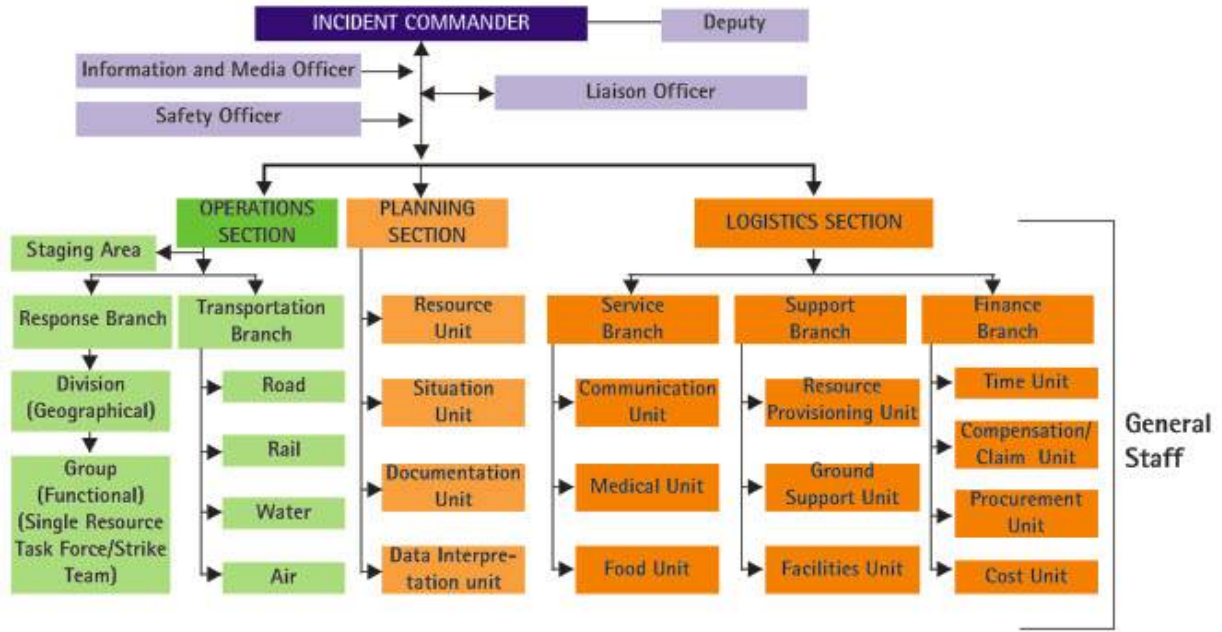 INCIDENT COMMANDER
Deputy
Information and Media Officer
Liaison Officer
Safety Officer
OPERATIONS
SECTION
PLANNING
SECTION
LOGISTICS SECTION
Staging Area
Response Branch
Transportation
Branch
Resource
Unit
Service
Branch
Support
Branch
Finance
Branch
Division
(Geographical)
Road
Situation
Unit
Communication
Unit
Resource
Provisioning Unit
Time Unit
General
Staff
Compensation/
Claim Unit
Group
(Functional)
(Single Resource
Task Force/Strike
Team)
Rail
Documentation
Unit
Medical Unit
Ground
Support Unit
Procurement
Unit
Water
Air
Data Interpre-
tation unit
Food Unit
Facilities Unit
Cost Unit